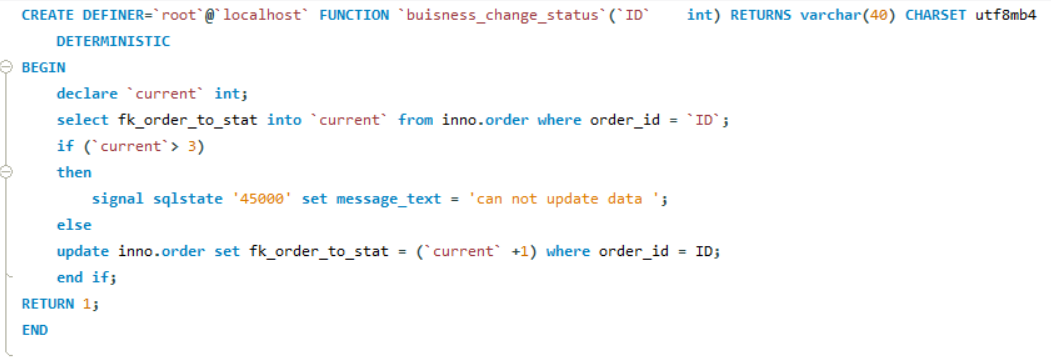 CREATE DEFINER=`root`@`localhost` FUNCTION `buisness_change_status`(`ID`    int) RETURNS varchar(40) CHARSET utf8mb4
    DETERMINISTIC
BEGIN
    declare `current` int;
    select fk_order_to_stat into `current` from inno.order where order_id = `ID`;
    if (`current`> 3)
    then
        signal sqlstate '45000' set message_text = 'can not update data ';
    else
    update inno.order set fk_order_to_stat = (`current` +1) where order_id = ID;
    end if;
RETURN 1;
END